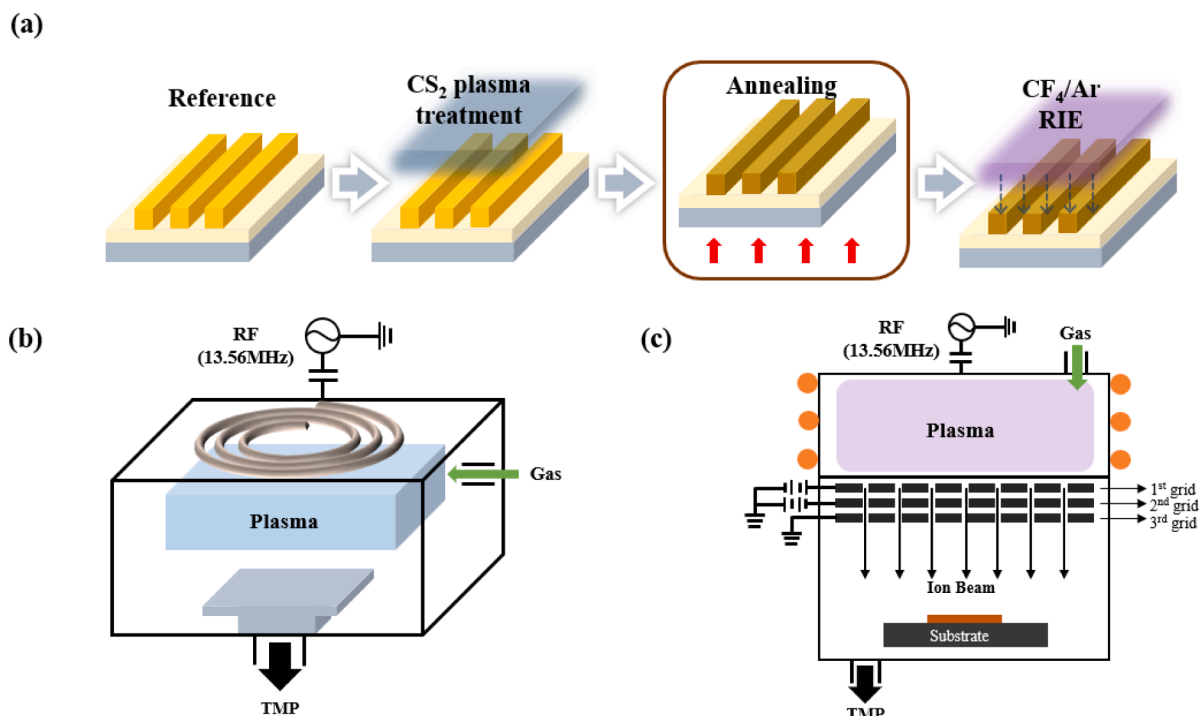 (a)
Reference
CS₂ plasma
treatment
Annealing
CF₄/Ar
RIE
(b)
RF
(13.56MHz)
Gas
Plasma
TMP
(c)
RF
(13.56MHz)
Gas
Plasma
1st grid
2nd grid
3rd grid
Ion Beam
Substrate
TMP